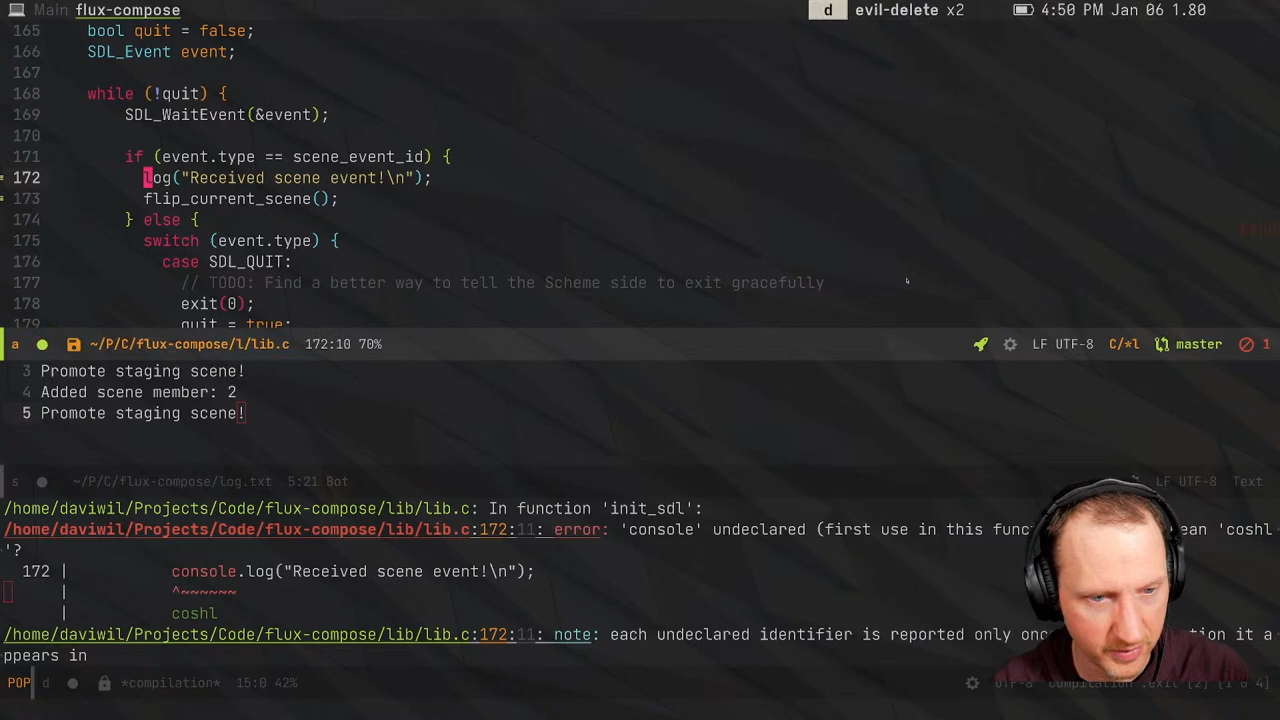 Main flux-compose d evil-delete x2 4:50 PM Jan 06 1.80
165 bool quit = false;
166 SDL_Event event;
167
168 while (!quit) {
169 SDL_WaitEvent(&event);
170
171 if (event.type == scene_event_id) {
172 log("Received scene event!\n");
173 flip_current_scene();
174 } else {
175 switch (event.type) {
176 case SDL_QUIT:
177 // TODO: Find a better way to tell the Scheme side to exit gracefully
178 exit(0);
179 quit = true;
a ~/P/C/flux-compose/l/lib.c 172:10 70% LF UTF-8 C/*l master 1
3 Promote staging scene!
4 Added scene member: 2
5 Promote staging scene!
s ~/P/C/flux-compose/log.txt 5:21 Bot LF UTF-8 Text
/home/daviwil/Projects/Code/flux-compose/lib/lib.c: In function 'init_sdl':
/home/daviwil/Projects/Code/flux-compose/lib/lib.c:172:11: error: 'console' undeclared (first use in this func 'coshl
'?
172 | console.log("Received scene event!\n");
| ^~~~~~~
| coshl
/home/daviwil/Projects/Code/flux-compose/lib/lib.c:172:11: note: each undeclared identifier is reported only it a
ppears in
POP d *compilation* 15:0 42% UTF-8